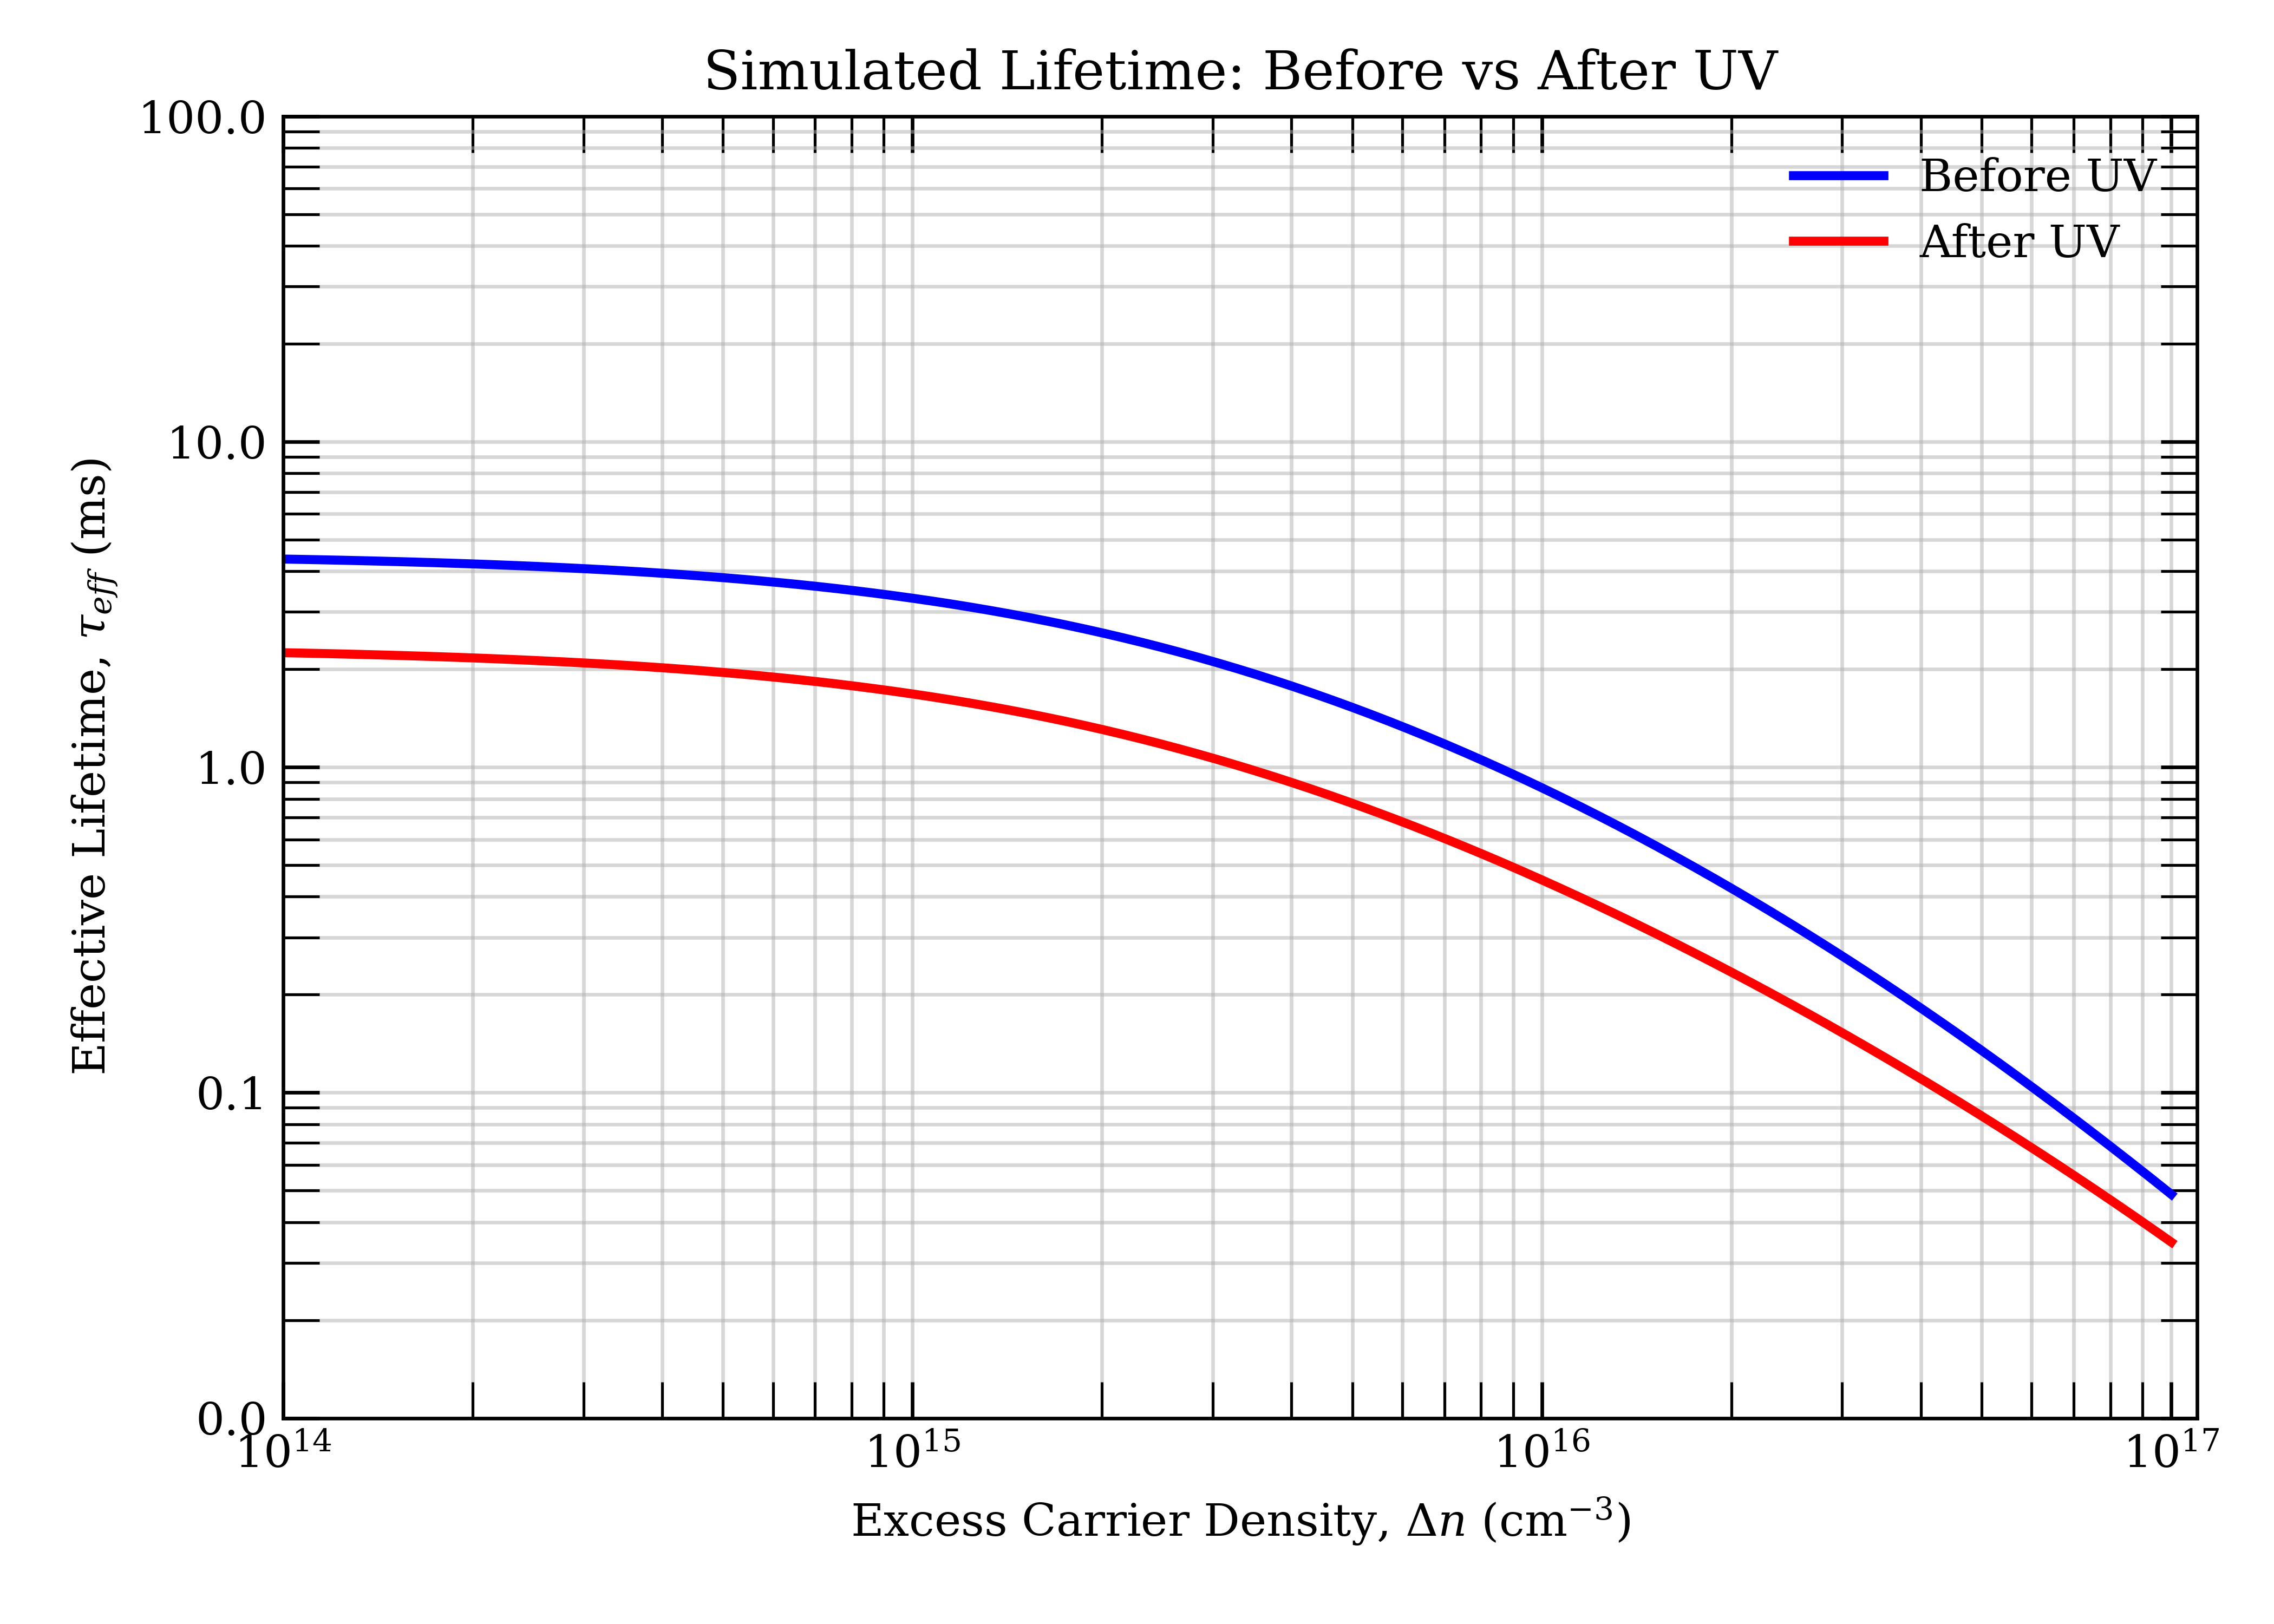 Simulated Lifetime: Before vs After UV
100.0
Before UV
After UV
10.0
Effective Lifetime, τ_eff (ms)
1.0
0.1
0.0
10^14 10^15 10^16 10^17
Excess Carrier Density, Δn (cm^−3)